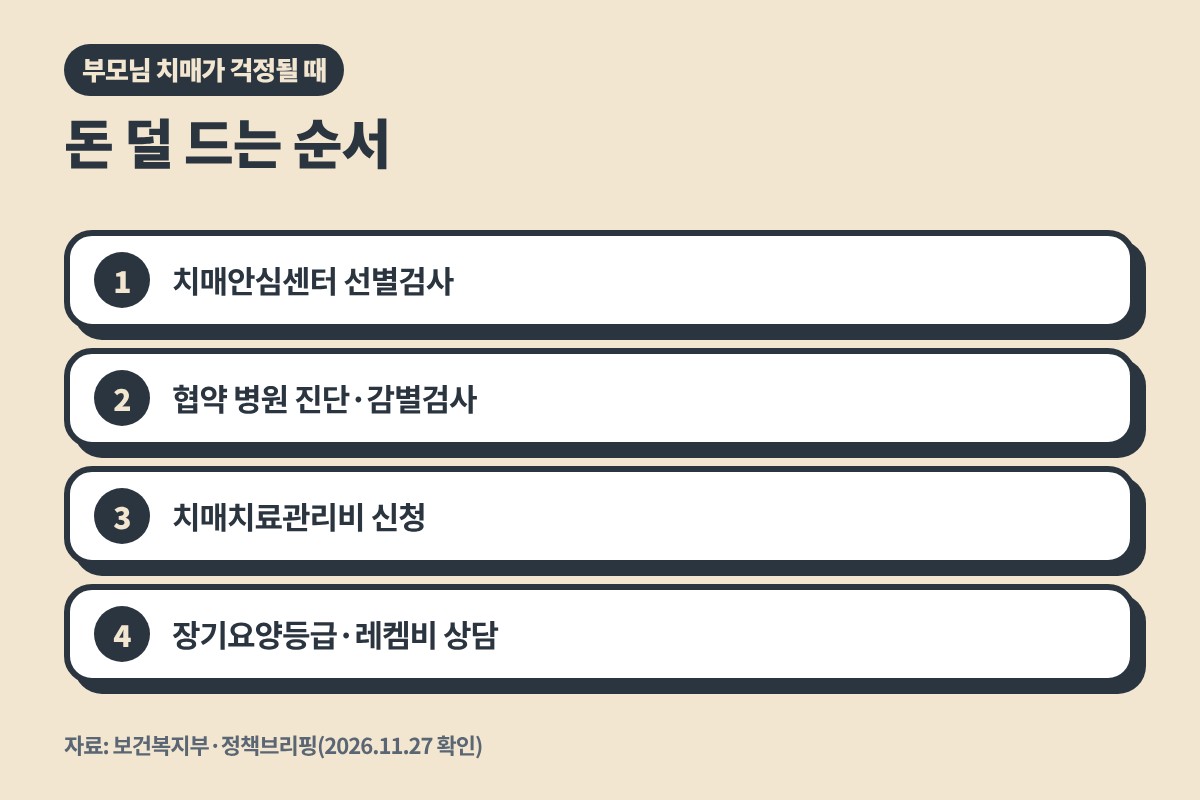 부모님 치매가 걱정될 때
돈 덜 드는 순서
1 치매안심센터 선별검사
2 협약 병원 진단·감별검사
3 치매치료관리비 신청
4 장기요양등급·레켐비 상담
자료: 보건복지부·정책브리핑(2026.11.27 확인)